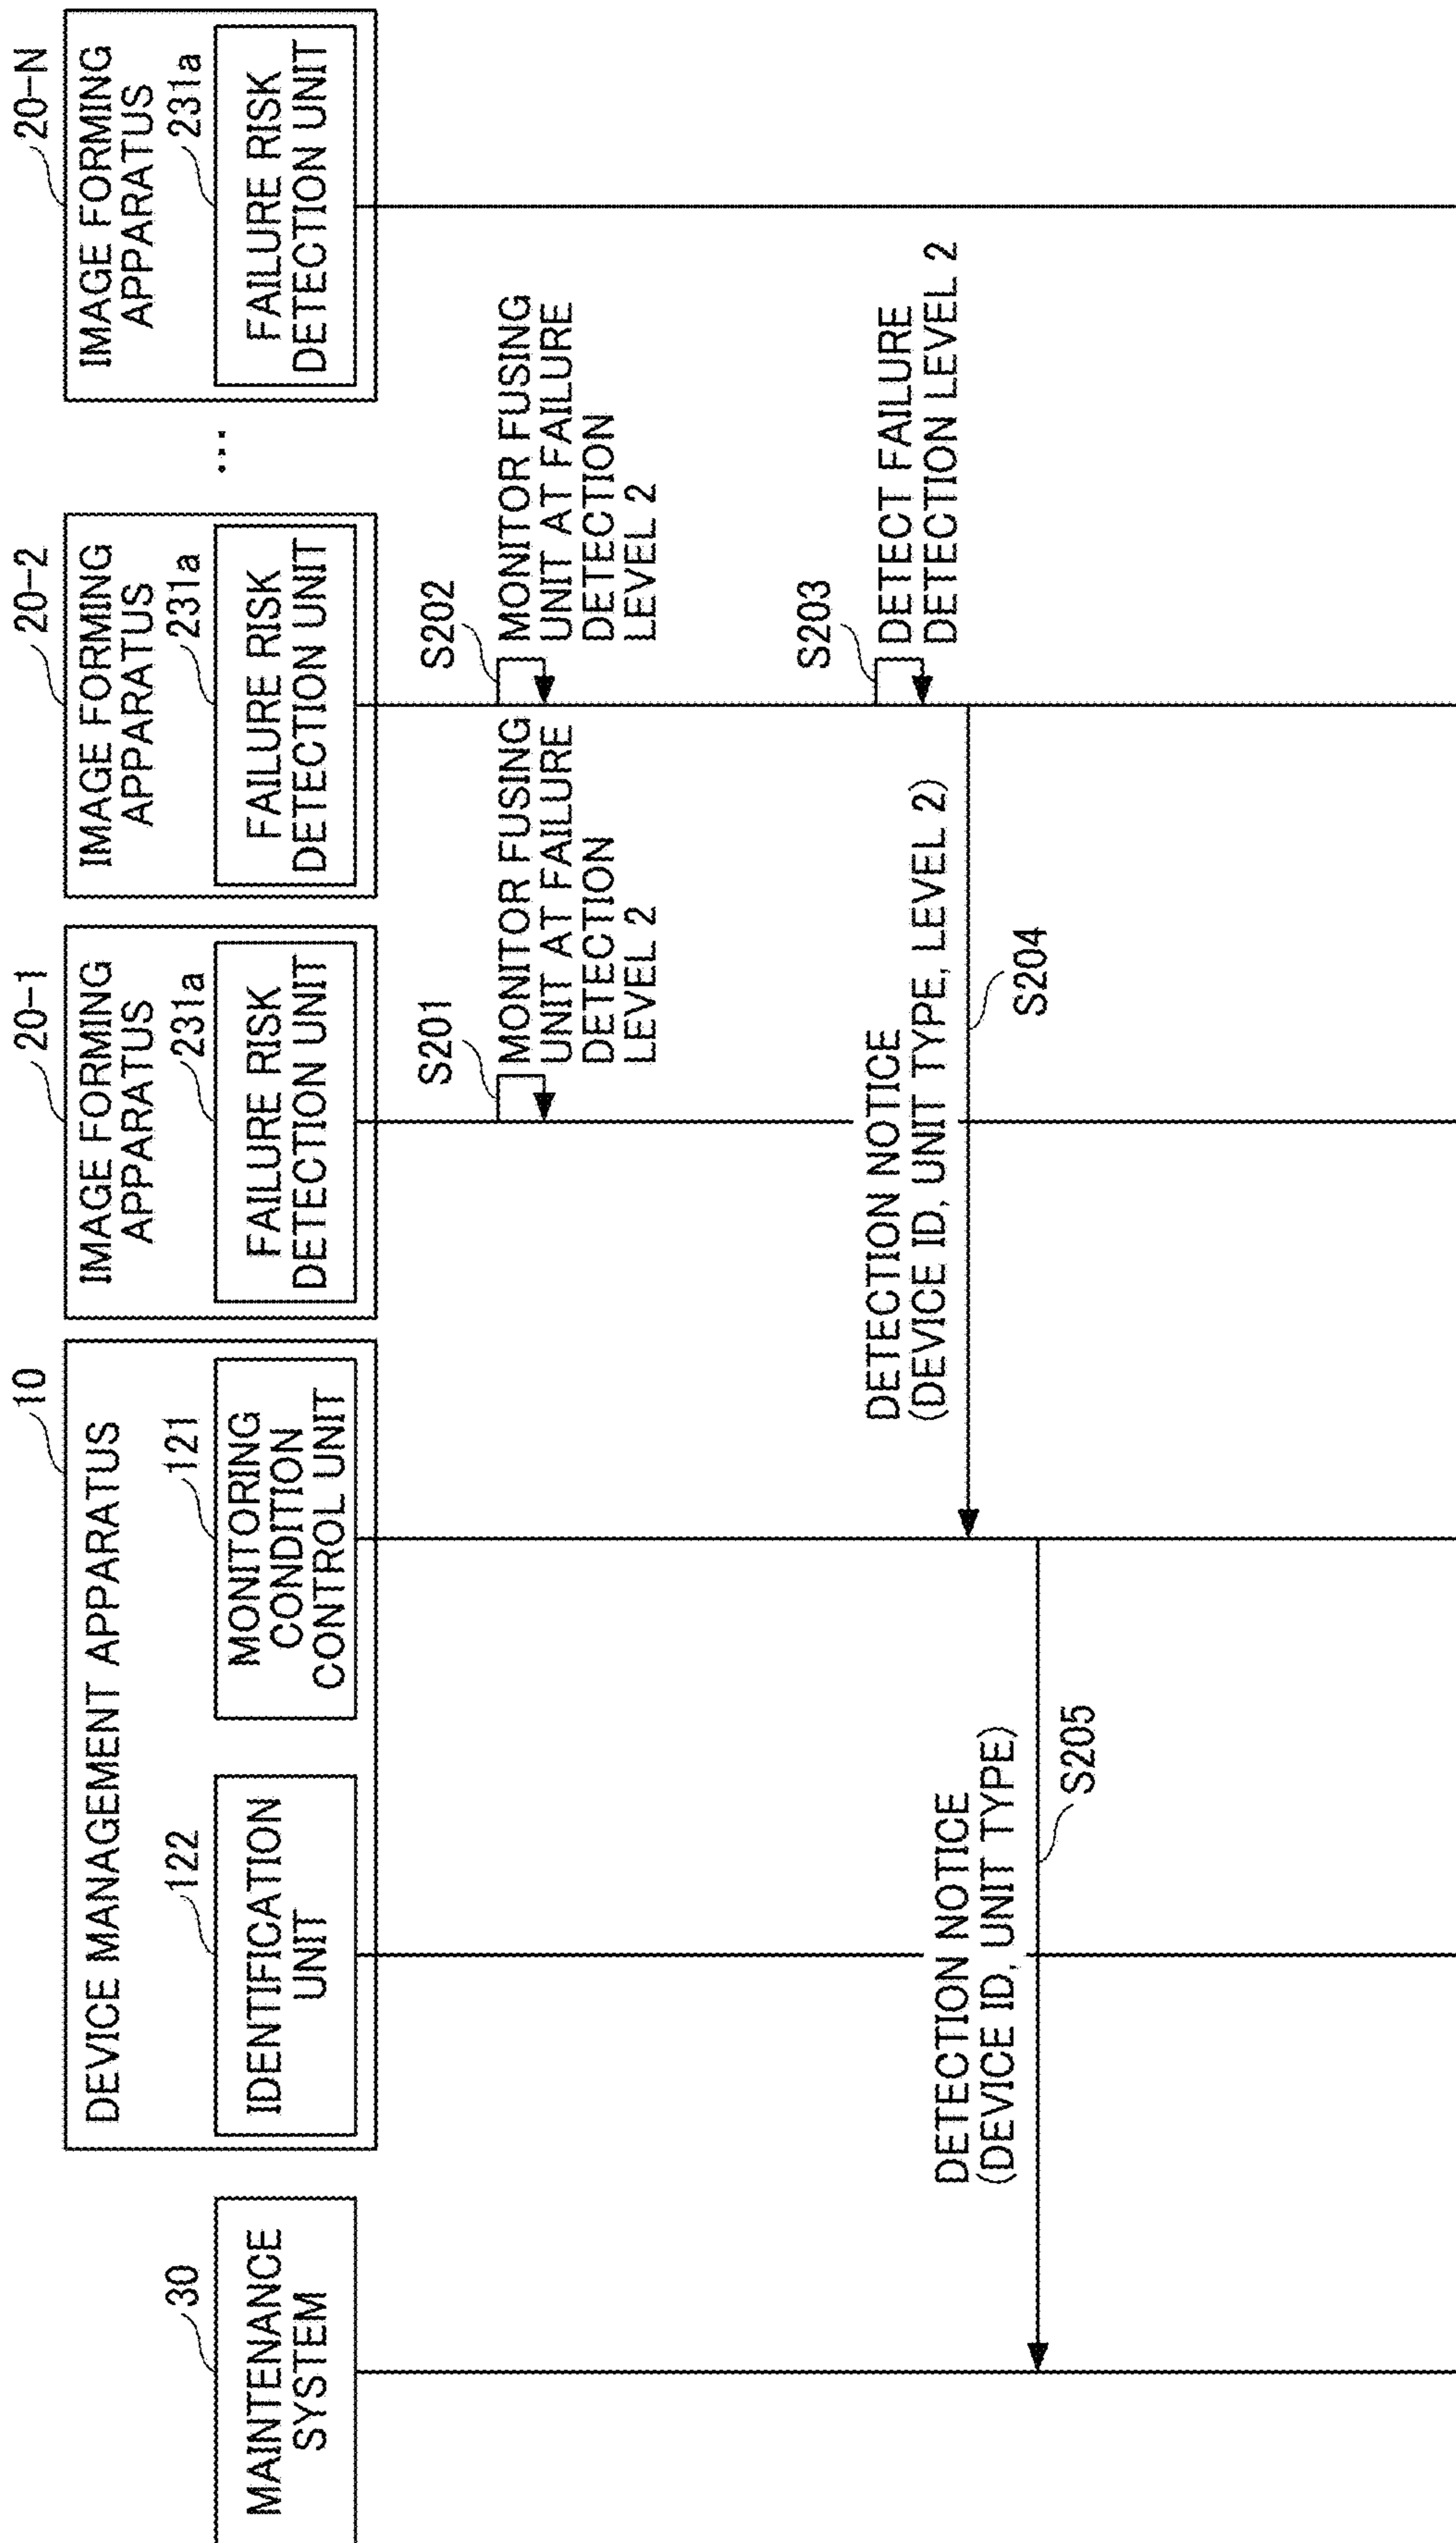 30
MAINTENANCE
SYSTEM
10
DEVICE MANAGEMENT APPARATUS
122
IDENTIFICATION
UNIT
121
MONITORING
CONDITION
CONTROL UNIT
20-1
IMAGE FORMING
APPARATUS
231a
FAILURE RISK
DETECTION UNIT
20-2
IMAGE FORMING
APPARATUS
231a
FAILURE RISK
DETECTION UNIT
...
20-N
IMAGE FORMING
APPARATUS
231a
FAILURE RISK
DETECTION UNIT
S201
MONITOR FUSING
UNIT AT FAILURE
DETECTION
LEVEL 2
S202
MONITOR FUSING
UNIT AT FAILURE
DETECTION
LEVEL 2
S203
DETECT FAILURE
DETECTION LEVEL 2
DETECTION NOTICE
(DEVICE ID, UNIT TYPE, LEVEL 2)
S204
DETECTION NOTICE
(DEVICE ID, UNIT TYPE)
S205